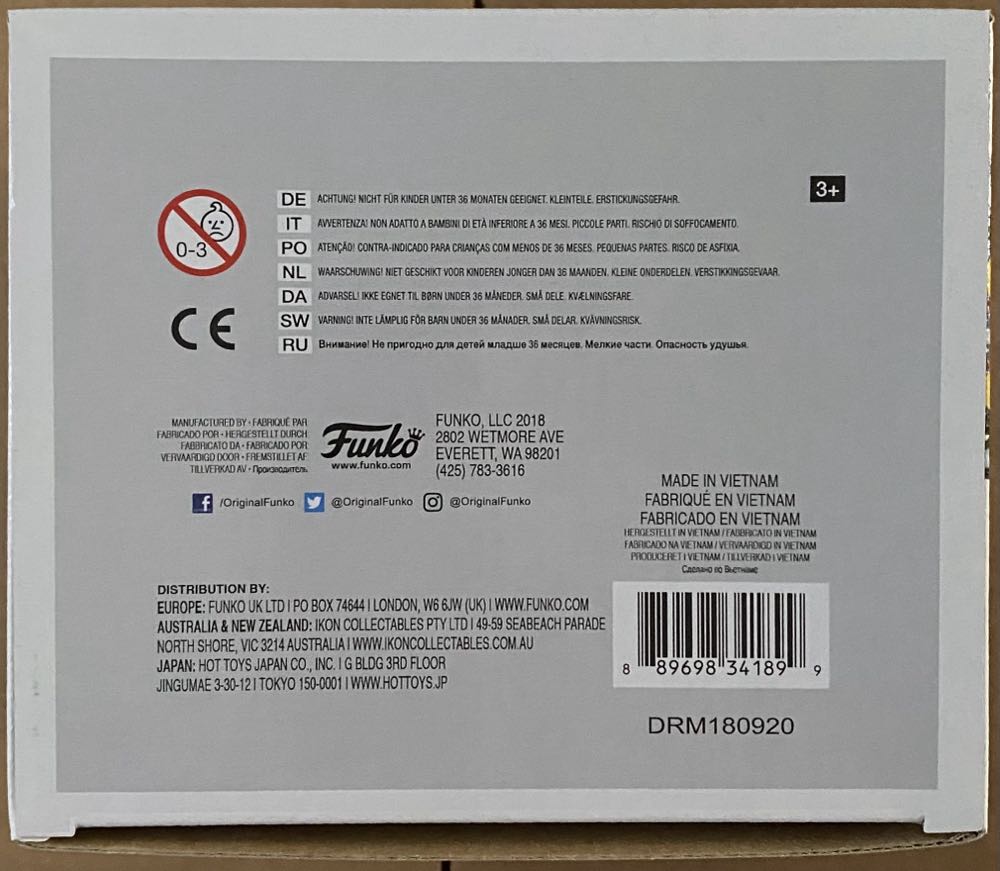 3+
0-3
DE ACHTUNG! NICHT FÜR KINDER UNTER 36 MONATEN GEEIGNET. KLEINTEILE. ERSTICKUNGSGEFAHR.
IT AVVERTENZA! NON ADATTO A BAMBINI DI ETÀ INFERIORE A 36 MESI. PICCOLE PARTI. RISCHIO DI SOFFOCAMENTO.
PO ATENÇÃO! CONTRA-INDICADO PARA CRIANÇAS COM MENOS DE 36 MESES. PEQUENAS PARTES. RISCO DE ASFIXIA.
NL WAARSCHUWING! NIET GESCHIKT VOOR KINDEREN JONGER DAN 36 MAANDEN. KLEINE ONDERDELEN. VERSTIKKINGSGEVAAR.
DA ADVARSEL! IKKE EGNET TIL BØRN UNDER 36 MÅNEDER. SMÅ DELE. KVÆLNINGSFARE.
SW VARNING! INTE LÄMPLIG FÖR BARN UNDER 36 MÅNADER. SMÅ DELAR. KVÄVNINGSRISK.
RU Внимание! Не пригодно для детей младше 36 месяцев. Мелкие части. Опасность удушья.
CE
MANUFACTURED BY • FABRIQUÉ PAR
FABRICADO POR • HERGESTELLT DURCH
FABBRICATO DA • FABRICADO POR
VERVAARDIGD DOOR • FREMSTILLET AF
TILLVERKAD AV • Производитель
Funko
www.funko.com
FUNKO, LLC 2018
2802 WETMORE AVE
EVERETT, WA 98201
(425) 783-3616
/OriginalFunko @OriginalFunko @OriginalFunko
MADE IN VIETNAM
FABRIQUÉ EN VIETNAM
FABRICADO EN VIETNAM
HERGESTELLT IN VIETNAM / FABBRICATO IN VIETNAM
FABRICADO NA VIETNAM / VERVAARDIGD IN VIETNAM
PRODUCERET I VIETNAM / TILLVERKAD I VIETNAM
Сделано во Вьетнаме
DISTRIBUTION BY:
EUROPE: FUNKO UK LTD | PO BOX 74644 | LONDON, W6 6JW (UK) | WWW.FUNKO.COM
AUSTRALIA & NEW ZEALAND: IKON COLLECTABLES PTY LTD | 49-59 SEABEACH PARADE
NORTH SHORE, VIC 3214 AUSTRALIA | WWW.IKONCOLLECTABLES.COM.AU
JAPAN: HOT TOYS JAPAN CO., INC. | G BLDG 3RD FLOOR
JINGUMAE 3-30-12 | TOKYO 150-0001 | WWW.HOTTOYS.JP
8 89698 34189 9
DRM180920